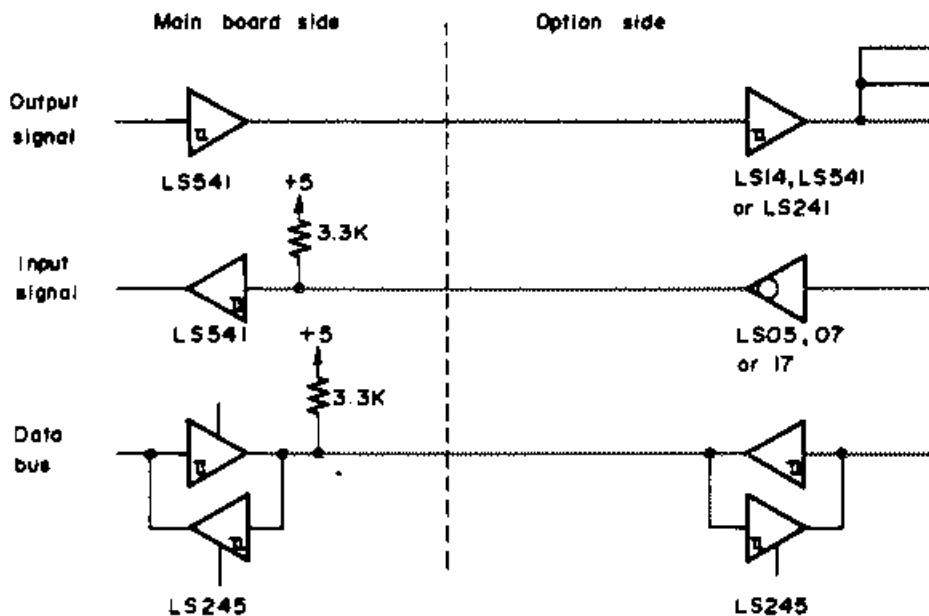 Main board side
Option side
Output
signal
LS541
LS14, LS541
or LS241
+5
3.3K
Input
signal
LS541
LS05, 07
or 17
+5
3.3K
Data
bus
LS245
LS245